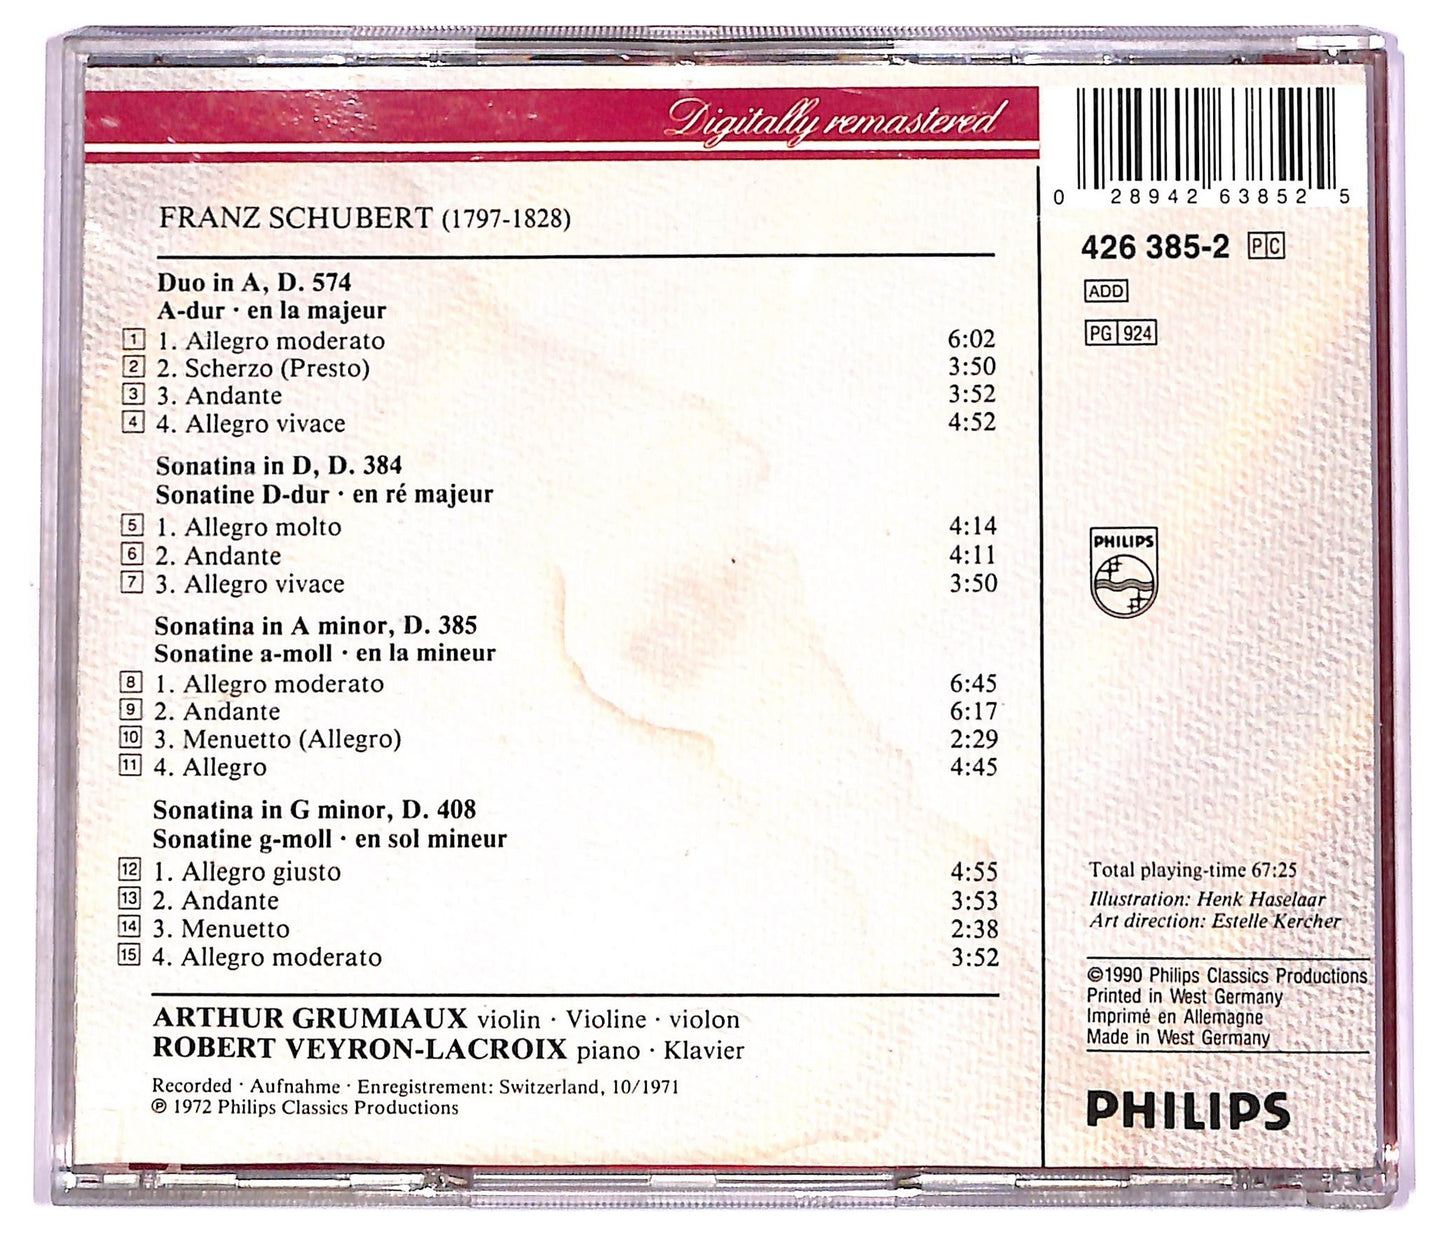 Digitally remastered
FRANZ SCHUBERT (1797-1828)
Duo in A, D. 574
A-dur · en la majeur
1 1. Allegro moderato 6:02
2 2. Scherzo (Presto) 3:50
3 3. Andante 3:52
4 4. Allegro vivace 4:52
Sonatina in D, D. 384
Sonatine D-dur · en ré majeur
5 1. Allegro molto 4:14
6 2. Andante 4:11
7 3. Allegro vivace 3:50
Sonatina in A minor, D. 385
Sonatine a-moll · en la mineur
8 1. Allegro moderato 6:45
9 2. Andante 6:17
10 3. Menuetto (Allegro) 2:29
11 4. Allegro 4:45
Sonatina in G minor, D. 408
Sonatine g-moll · en sol mineur
12 1. Allegro giusto 4:55
13 2. Andante 3:53
14 3. Menuetto 2:38
15 4. Allegro moderato 3:52
ARTHUR GRUMIAUX violin · Violine · violon
ROBERT VEYRON-LACROIX piano · Klavier
Recorded · Aufnahme · Enregistrement: Switzerland, 10/1971
℗ 1972 Philips Classics Productions
0 28942 63852 5
426 385-2 PC
ADD
PG 924
PHILIPS
Total playing-time 67:25
Illustration: Henk Haselaar
Art direction: Estelle Kercher
©1990 Philips Classics Productions
Printed in West Germany
Imprimé en Allemagne
Made in West Germany
PHILIPS